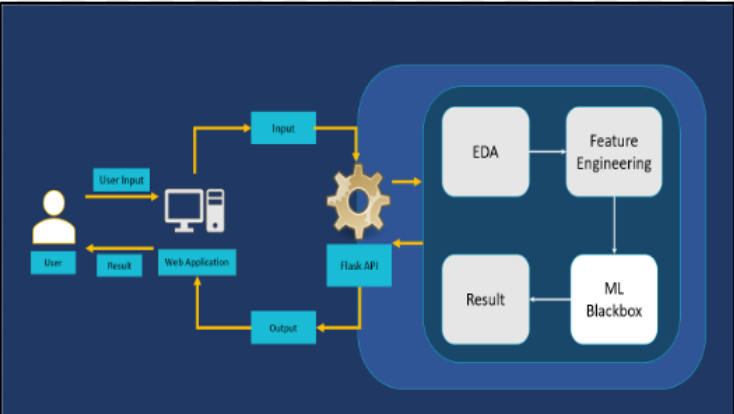 Input
EDA
Feature
Engineering
User Input
User
Result
Web Application
Flask API
Result
ML
Blackbox
Output